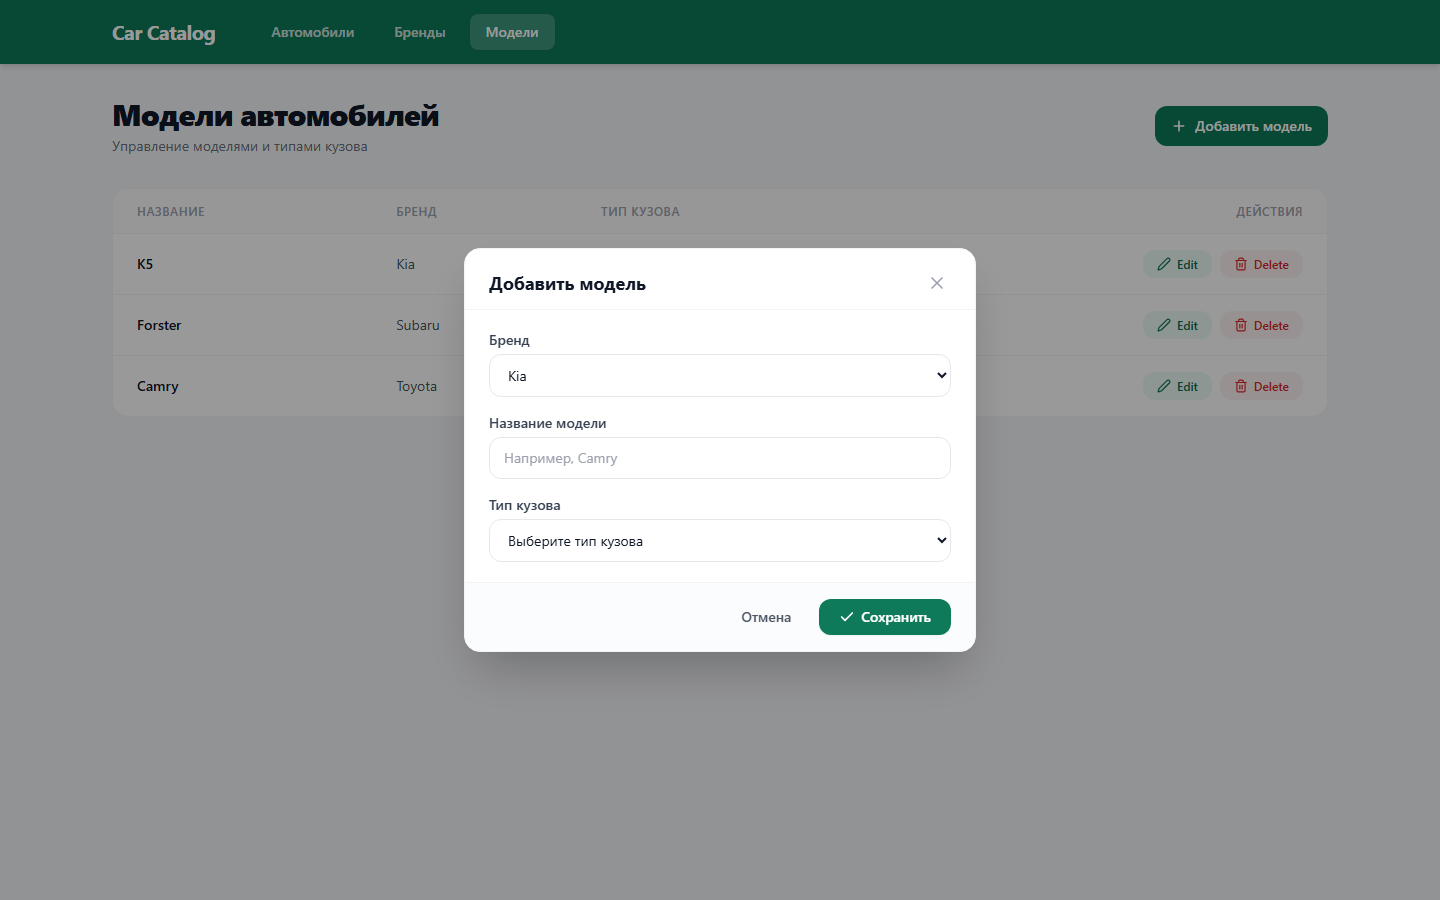 Car Catalog Автомобили Бренды Модели
Модели автомобилей
Управление моделями и типами кузова
Добавить модель
НАЗВАНИЕ БРЕНД ТИП КУЗОВА ДЕЙСТВИЯ
K5 Kia Edit Delete
Forster Subaru Edit Delete
Camry Toyota Edit Delete
Добавить модель
Бренд
Kia
Название модели
Например, Camry
Тип кузова
Выберите тип кузова
Отмена Сохранить